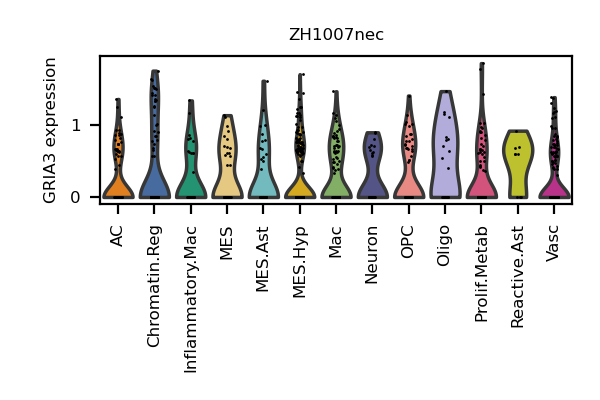 ZH1007nec
GRIA3 expression
1
0
AC
Chromatin.Reg
Inflammatory.Mac
MES
MES.Ast
MES.Hyp
Mac
Neuron
OPC
Oligo
Prolif.Metab
Reactive.Ast
Vasc